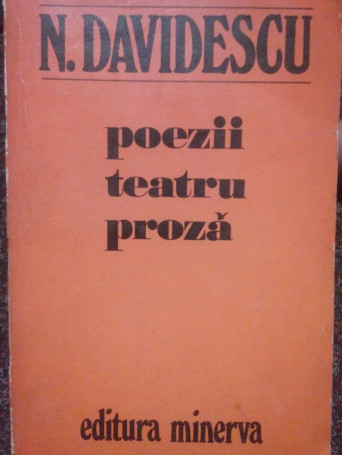 N. DAVIDESCU
poezii
teatru
proză
editura minerva